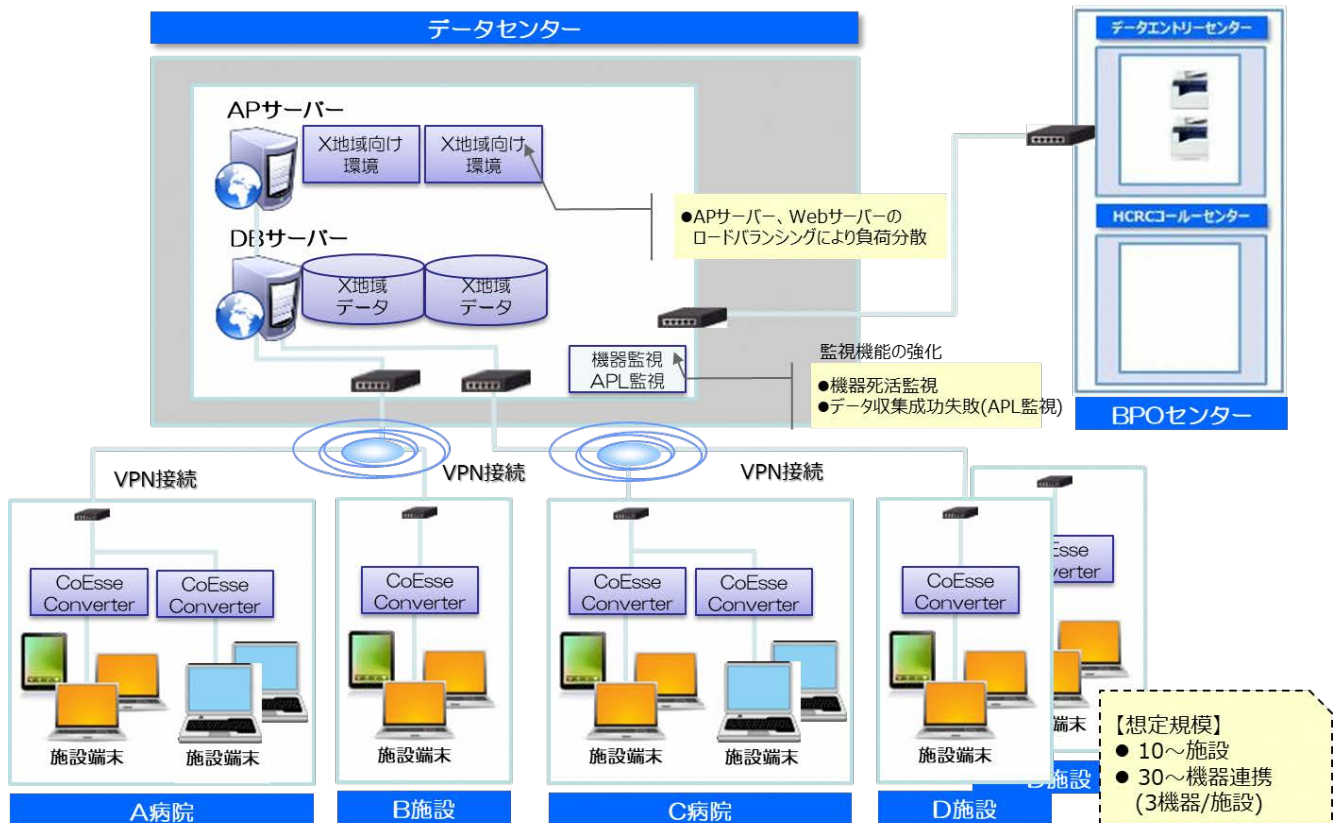 データセンター
データエントリーセンター
APサーバー
X地域向け
環境
X地域向け
環境
●APサーバー、Webサーバーの
ロードバランシングにより負荷分散
HCRCコールーセンター
DBサーバー
X地域
データ
X地域
データ
機器監視
APL監視
監視機能の強化
●機器死活監視
●データ収集成功失敗(APL監視)
BPOセンター
VPN接続
VPN接続
VPN接続
CoEsse
Converter
CoEsse
Converter
CoEsse
Converter
CoEsse
Converter
CoEsse
Converter
CoEsse
Converter
sse
verter
施設端末
施設端末
施設端末
施設端末
施設端末
施設端末
末
A病院
B施設
C病院
D施設
D施設
【想定規模】
● 10～施設
● 30～機器連携
(3機器/施設)